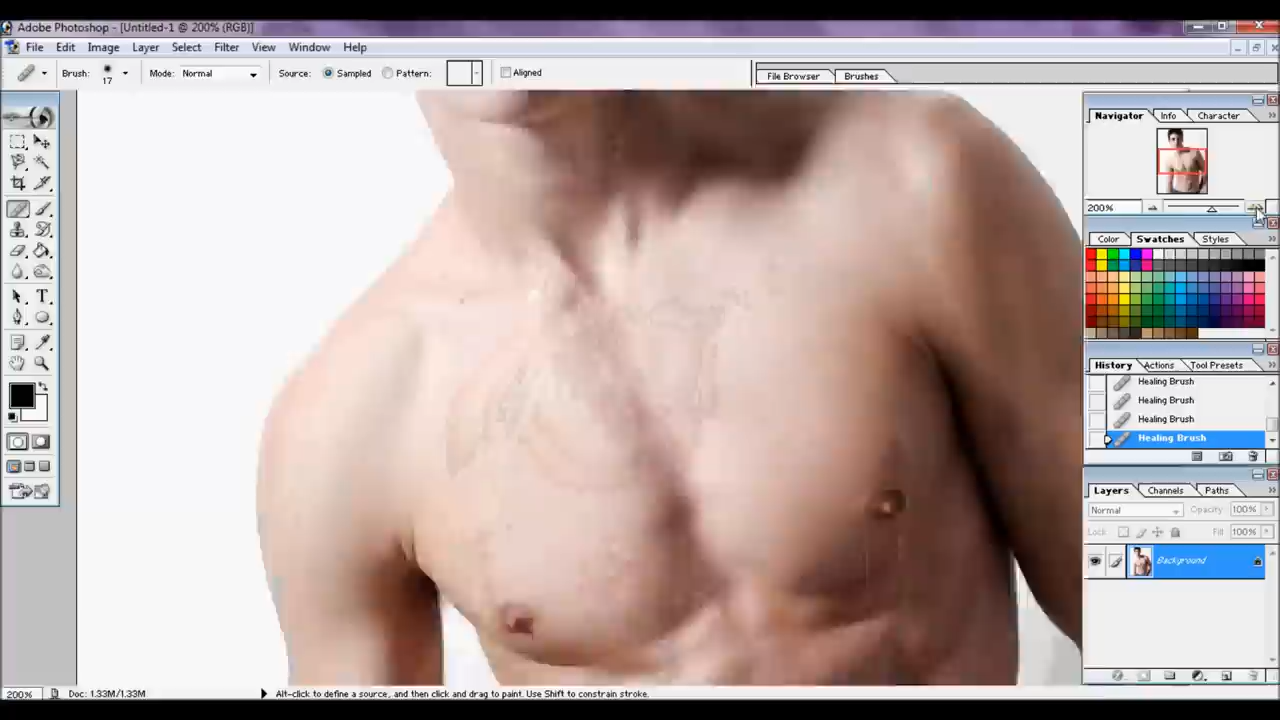 Adobe Photoshop - [Untitled-1 @ 200% (RGB)]
File Edit Image Layer Select Filter View Window Help
Brush: 17 Mode: Normal Source: Sampled Pattern: Aligned File Browser Brushes
Navigator Info Character
200%
Color Swatches Styles
History Actions Tool Presets
Healing Brush
Healing Brush
Healing Brush
Healing Brush
Layers Channels Paths
Normal Opacity: 100%
Lock: Fill: 100%
Background
200% Doc: 1.33M/1.33M Alt-click to define a source, and then click and drag to paint. Use Shift to constrain stroke.